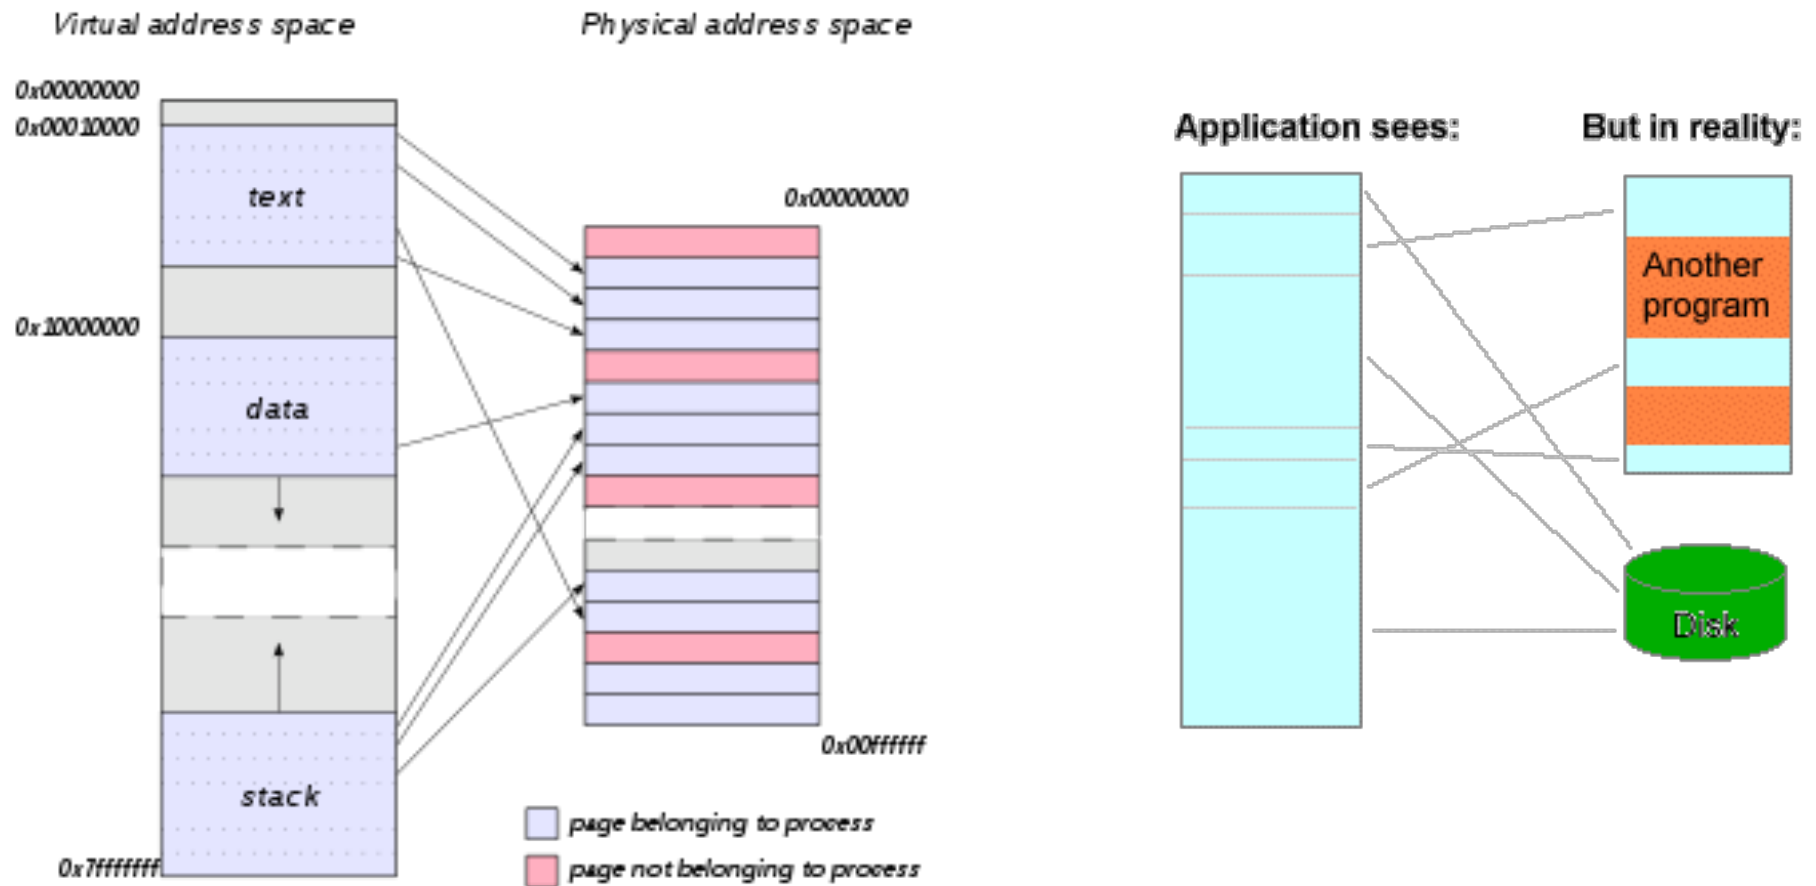 Virtual address space
Physical address space
0x00000000
0x00010000
text
0x10000000
data
stack
0x7fffffff
0x00000000
0x00ffffff
page belonging to process
page not belonging to process
Application sees:
But in reality:
Another
program
Disk